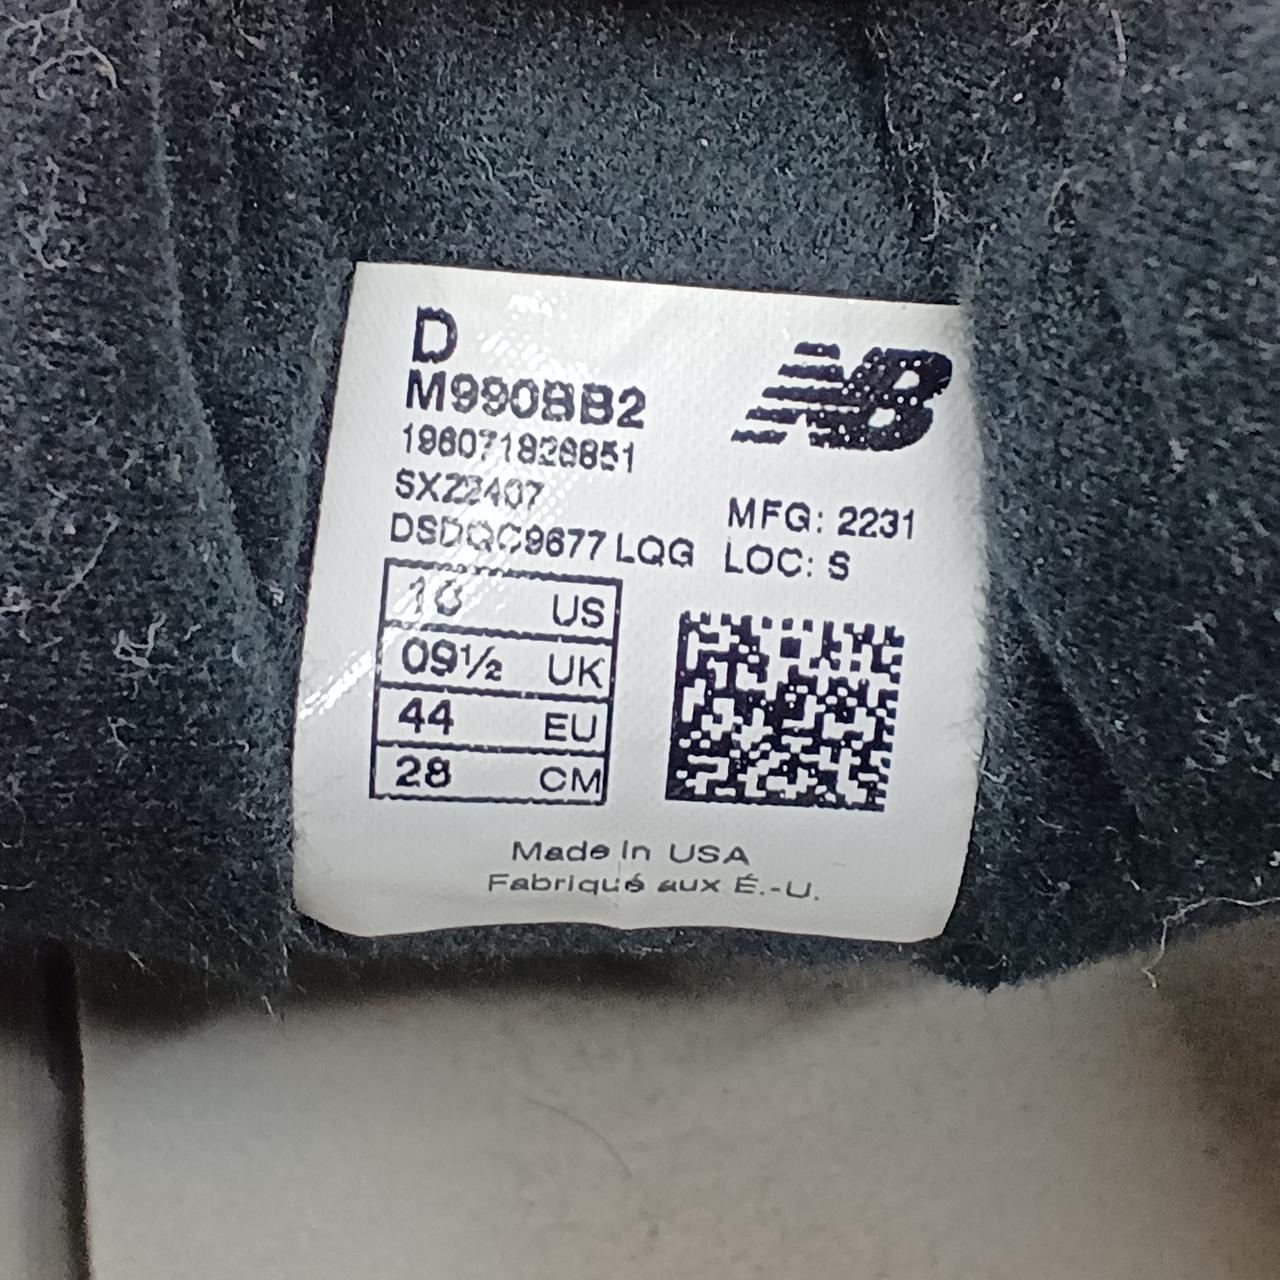 D
M990BB2
NB
196071828851
SX22407
MFG: 2231
DSDQC9677 LQG
LOC: S
10 US
09½ UK
44 EU
28 CM
Made in USA
Fabriqué aux É.-U.